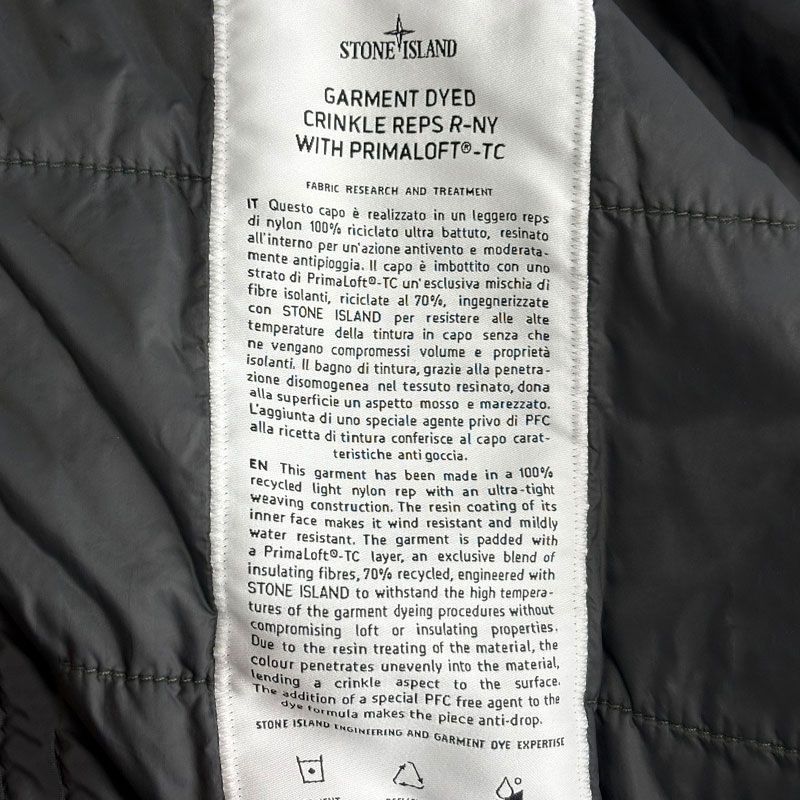 STONE ISLAND
GARMENT DYED
CRINKLE REPS R-NY
WITH PRIMALOFT®-TC
FABRIC RESEARCH AND TREATMENT
IT Questo capo è realizzato in un leggero reps
di nylon 100% riciclato ultra battuto, resinato
all'interno per un'azione antivento e moderata-
mente antipioggia. Il capo è imbottito con uno
strato di PrimaLoft®-TC un'esclusiva mischia di
fibre isolanti, riciclate al 70%, ingegnerizzate
con STONE ISLAND per resistere alle alte
temperature della tintura in capo senza che
ne vengano compromessi volume e proprietà
isolanti. Il bagno di tintura, grazie alla penetra-
zione disomogenea nel tessuto resinato, dona
alla superficie un aspetto mosso e marezzato.
L'aggiunta di uno speciale agente privo di PFC
alla ricetta di tintura conferisce al capo carat-
teristiche anti goccia.
EN This garment has been made in a 100%
recycled light nylon rep with an ultra-tight
weaving construction. The resin coating of its
inner face makes it wind resistant and mildly
water resistant. The garment is padded with
a PrimaLoft®-TC layer, an exclusive blend of
insulating fibres, 70% recycled, engineered with
STONE ISLAND to withstand the high tempera-
tures of the garment dyeing procedures without
compromising loft or insulating properties.
Due to the resin treating of the material, the
colour penetrates unevenly into the material,
lending a crinkle aspect to the surface.
The addition of a special PFC free agent to the
dye formula makes the piece anti-drop.
STONE ISLAND ENGINEERING AND GARMENT DYE EXPERTISE